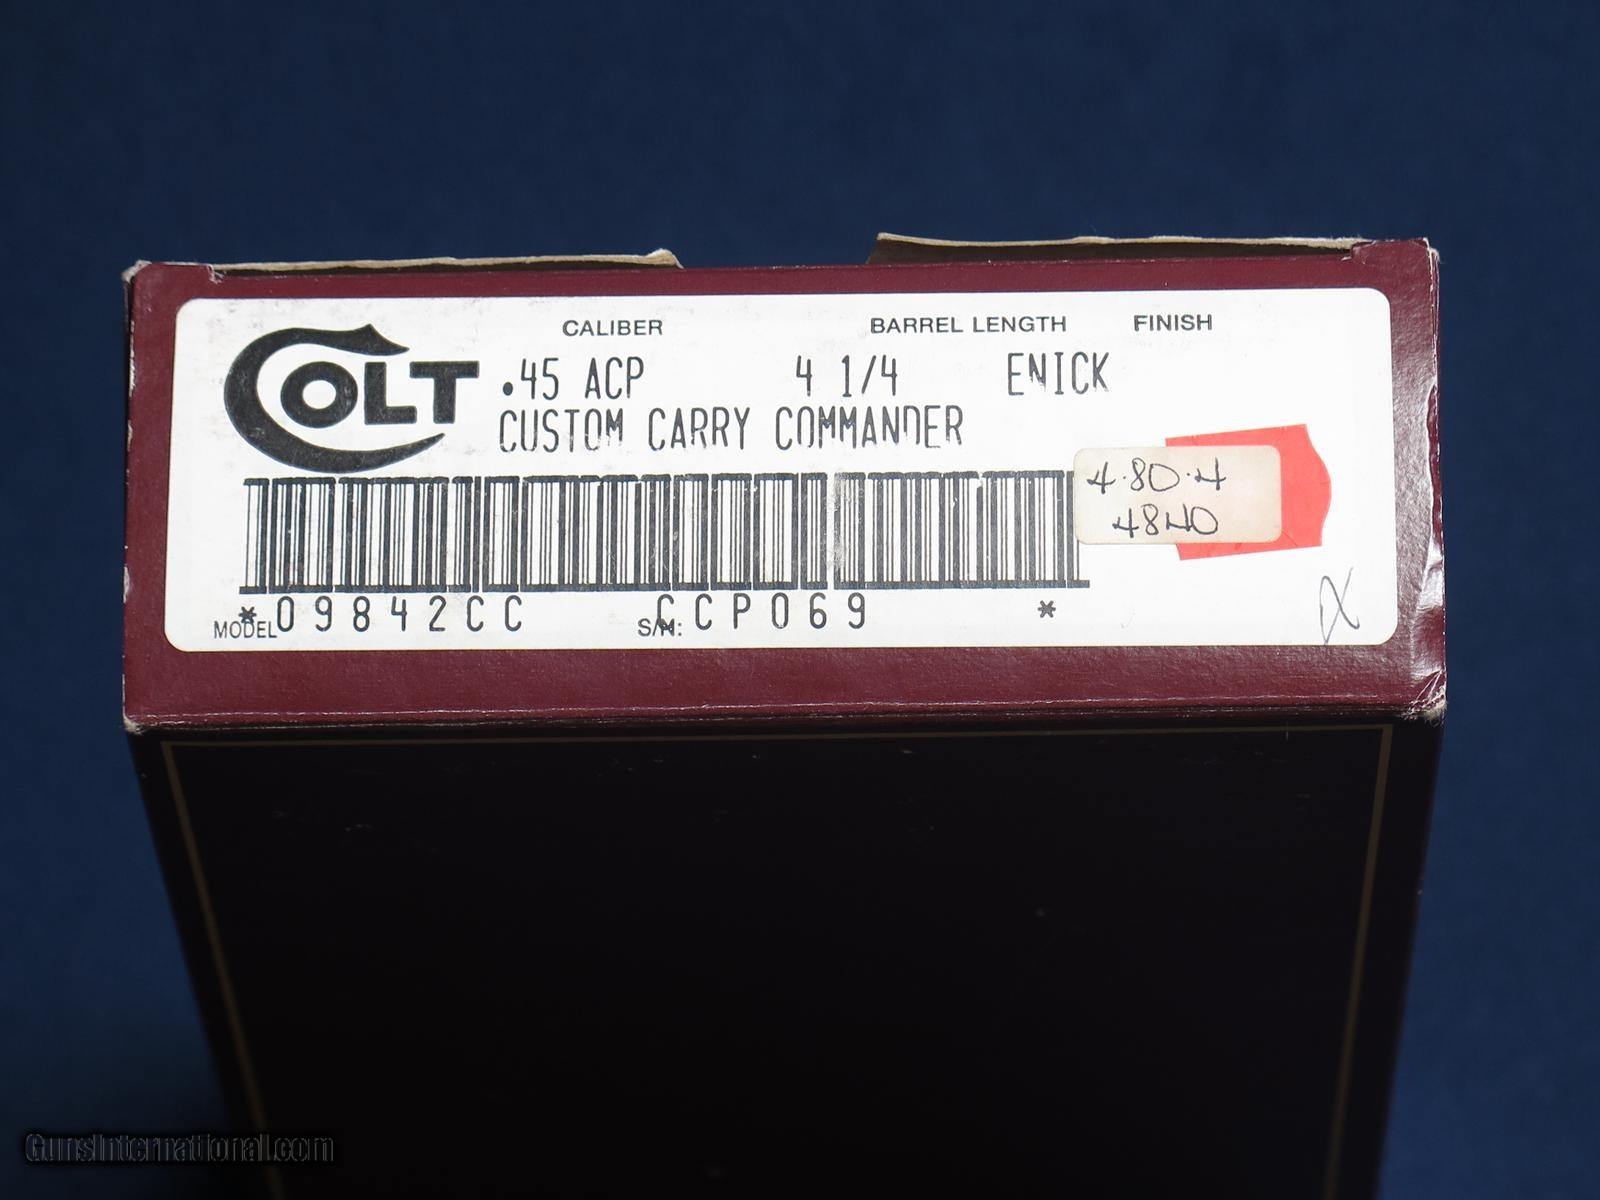 COLT
CALIBER BARREL LENGTH FINISH
.45 ACP 4 1/4 ENICK
CUSTOM CARRY COMMANDER
4.80.4
4840
*09842CC CCP069 *
MODEL S/N:
GunsInternational.com